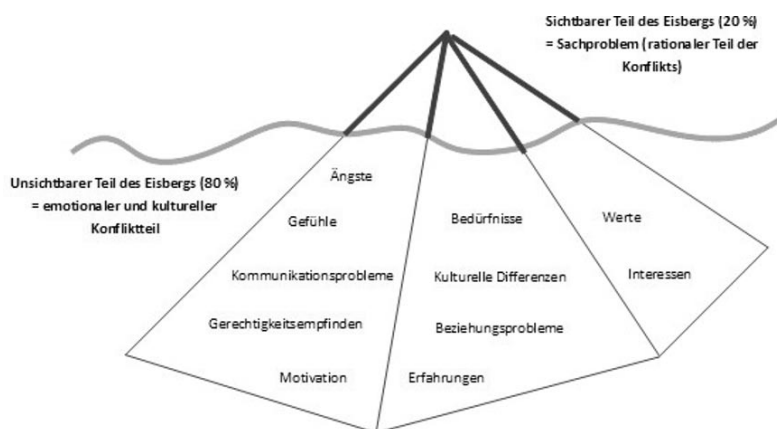 Sichtbarer Teil des Eisbergs (20 %)
= Sachproblem (rationaler Teil der
Konflikts)
Unsichtbarer Teil des Eisbergs (80 %)
= emotionaler und kultureller
Konfliktteil
Ängste
Gefühle
Kommunikationsprobleme
Gerechtigkeitsempfinden
Motivation
Bedürfnisse
Kulturelle Differenzen
Beziehungsprobleme
Erfahrungen
Werte
Interessen